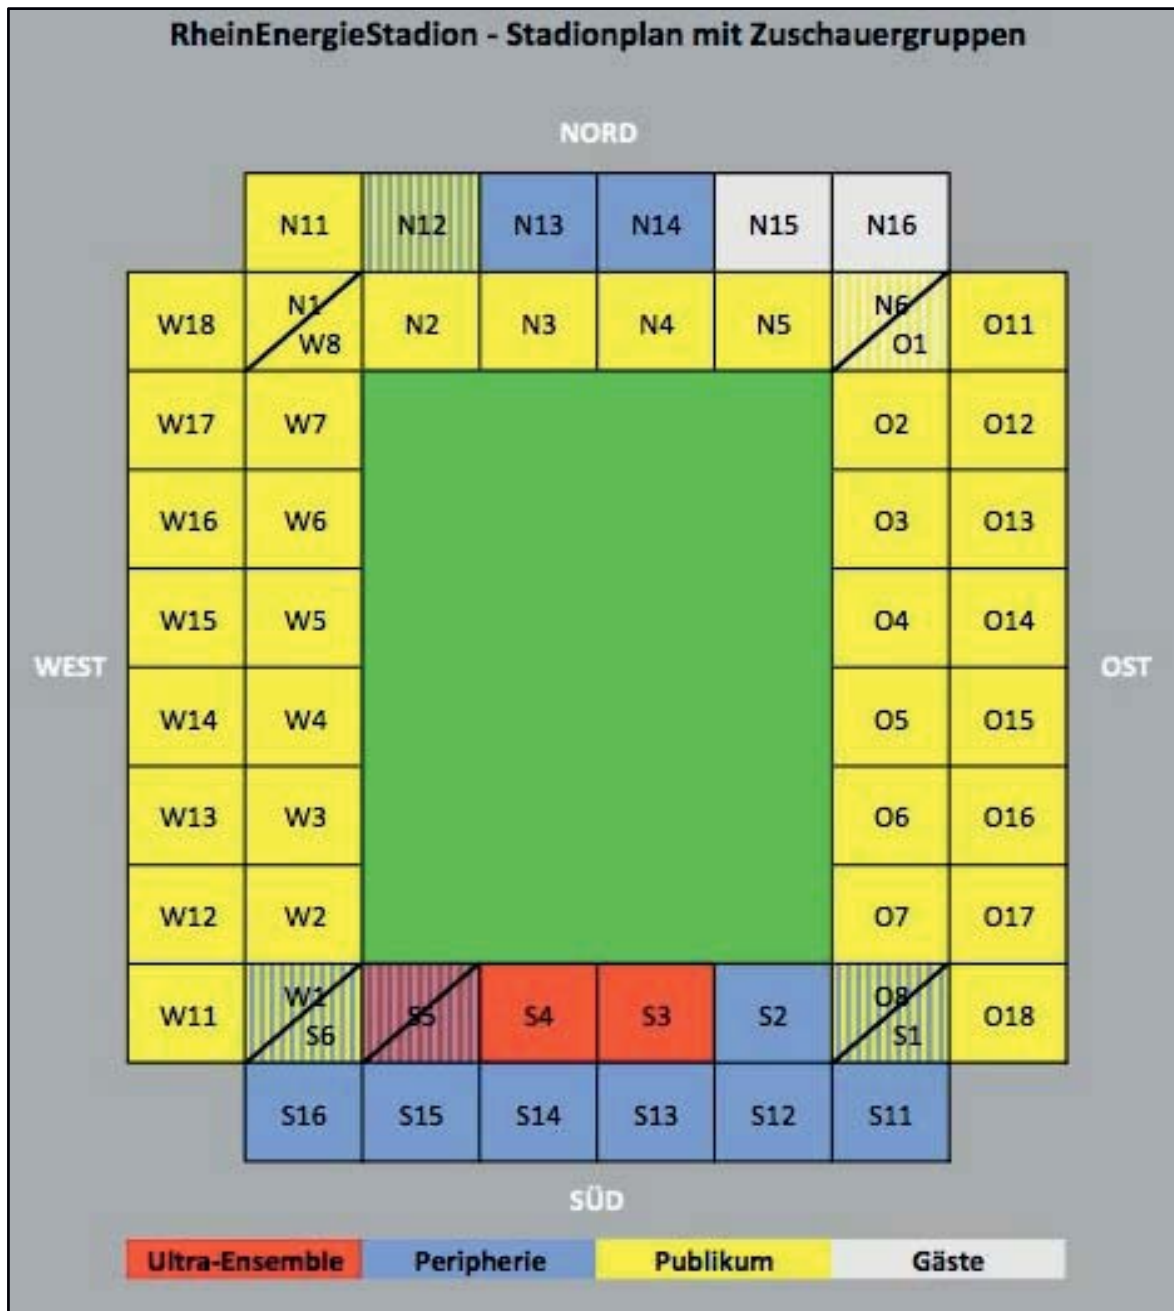 RheinEnergieStadion - Stadionplan mit Zuschauergruppen
NORD
N11 N12 N13 N14 N15 N16
W18 N1 W8 N2 N3 N4 N5 N6 O1 O11
W17 W7 O2 O12
W16 W6 O3 O13
W15 W5 O4 O14
WEST OST
W14 W4 O5 O15
W13 W3 O6 O16
W12 W2 O7 O17
W11 W1 S6 S5 S4 S3 S2 O8 S1 O18
S16 S15 S14 S13 S12 S11
SÜD
Ultra-Ensemble Peripherie Publikum Gäste